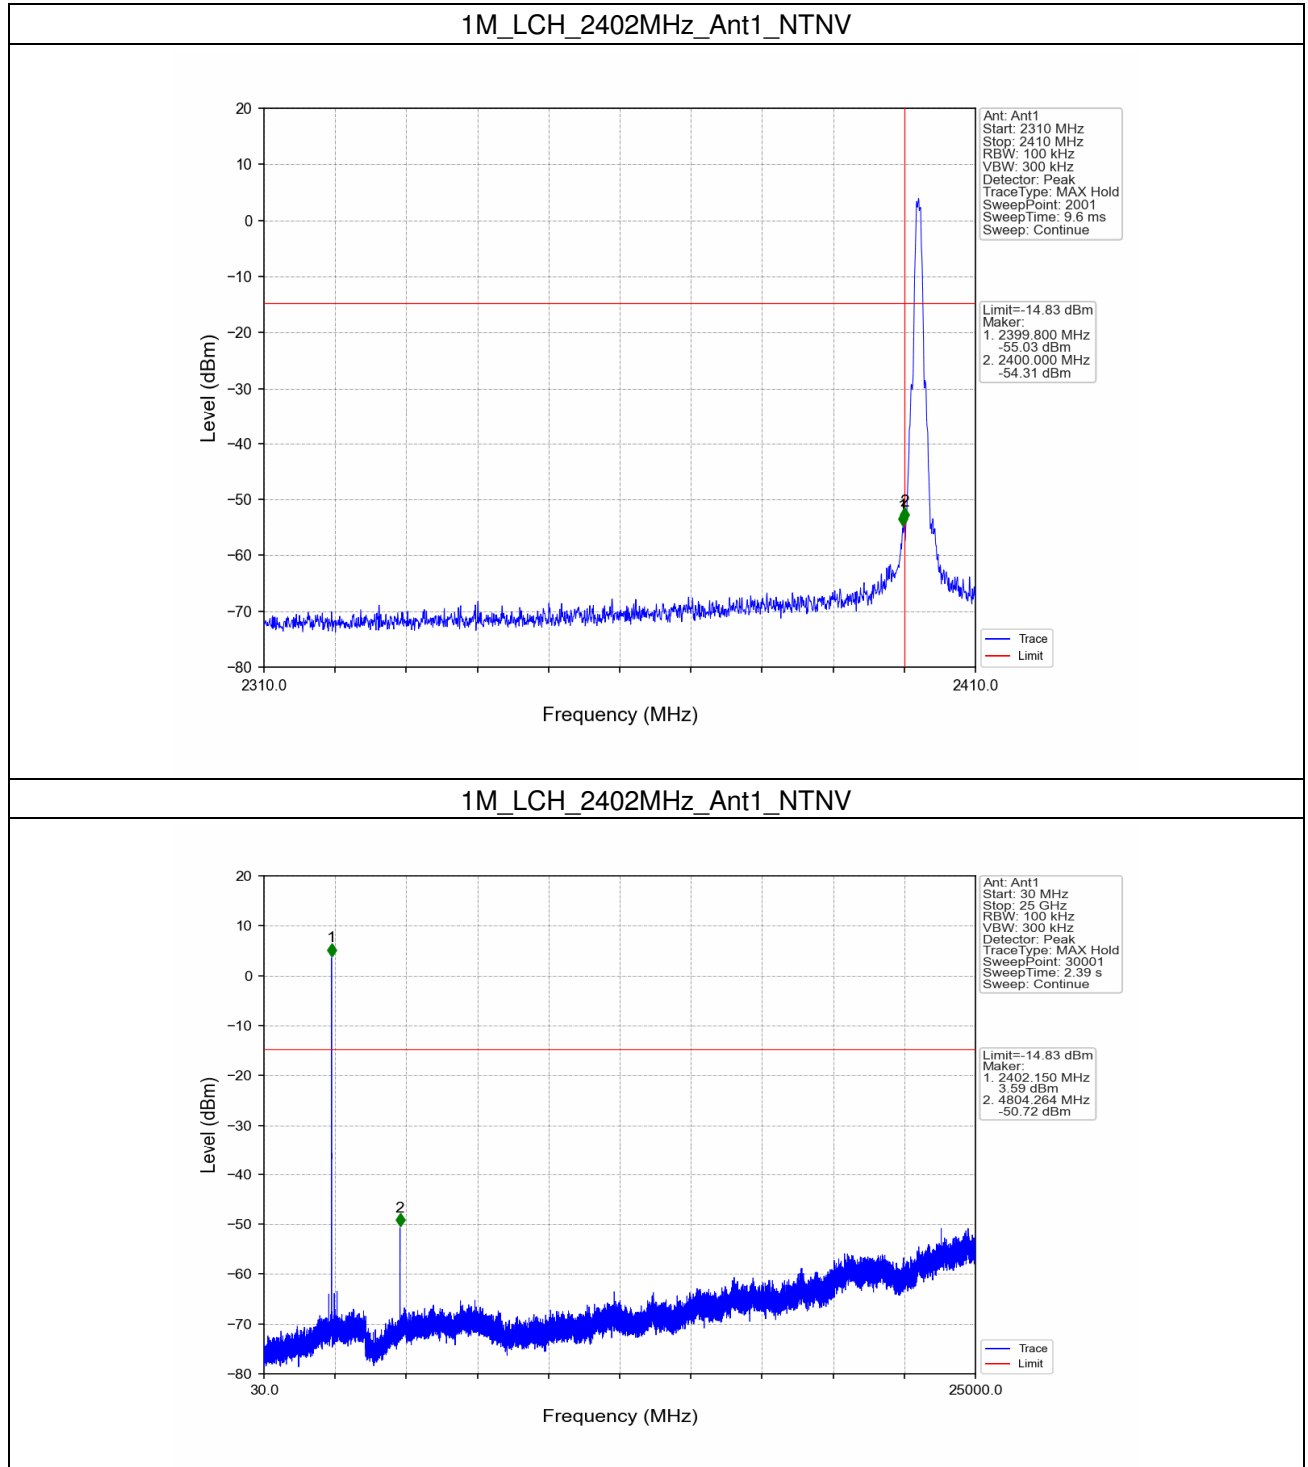 1M_LCH_2402MHz_Ant1_NTNV
20
10
0
−10
−20
−30
−40
−50
−60
−70
−80
Level (dBm)
2310.0
2410.0
Frequency (MHz)
2
Ant: Ant1
Start: 2310 MHz
Stop: 2410 MHz
RBW: 100 kHz
VBW: 300 kHz
Detector: Peak
TraceType: MAX Hold
SweepPoint: 2001
SweepTime: 9.6 ms
Sweep: Continue
Limit=-14.83 dBm
Maker:
1. 2399.800 MHz
-55.03 dBm
2. 2400.000 MHz
-54.31 dBm
Trace
Limit
1M_LCH_2402MHz_Ant1_NTNV
20
10
0
−10
−20
−30
−40
−50
−60
−70
−80
Level (dBm)
30.0
25000.0
Frequency (MHz)
1
2
Ant: Ant1
Start: 30 MHz
Stop: 25 GHz
RBW: 100 kHz
VBW: 300 kHz
Detector: Peak
TraceType: MAX Hold
SweepPoint: 30001
SweepTime: 2.39 s
Sweep: Continue
Limit=-14.83 dBm
Maker:
1. 2402.150 MHz
3.59 dBm
2. 4804.264 MHz
-50.72 dBm
Trace
Limit